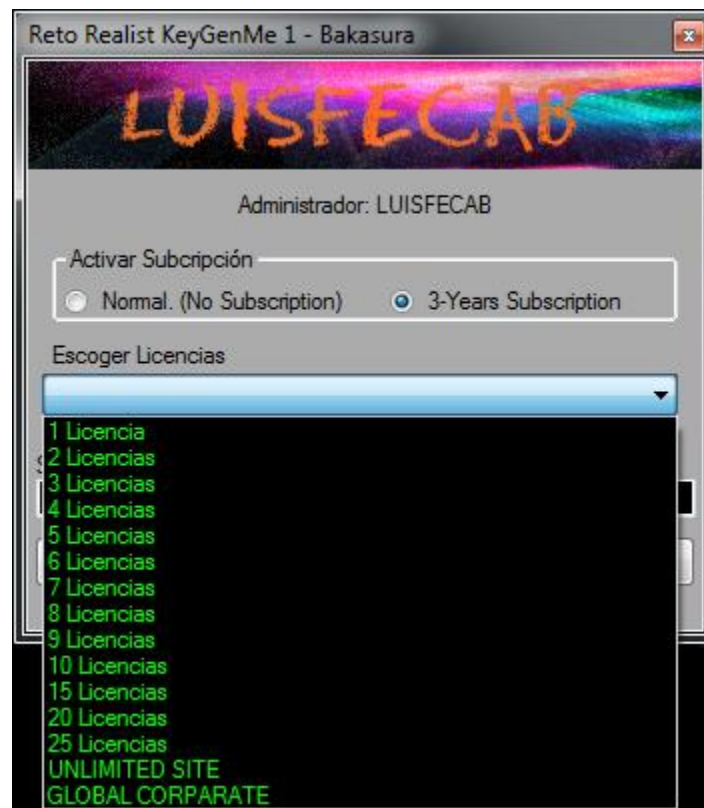 Reto Realist KeyGenMe 1 - Bakasura
LUISFECAB
Administrador: LUISFECAB
Activar Subcripción
Normal. (No Subscription)
3-Years Subscription
Escoger Licencias
1 Licencia
2 Licencias
3 Licencias
4 Licencias
5 Licencias
6 Licencias
7 Licencias
8 Licencias
9 Licencias
10 Licencias
15 Licencias
20 Licencias
25 Licencias
UNLIMITED SITE
GLOBAL CORPARATE